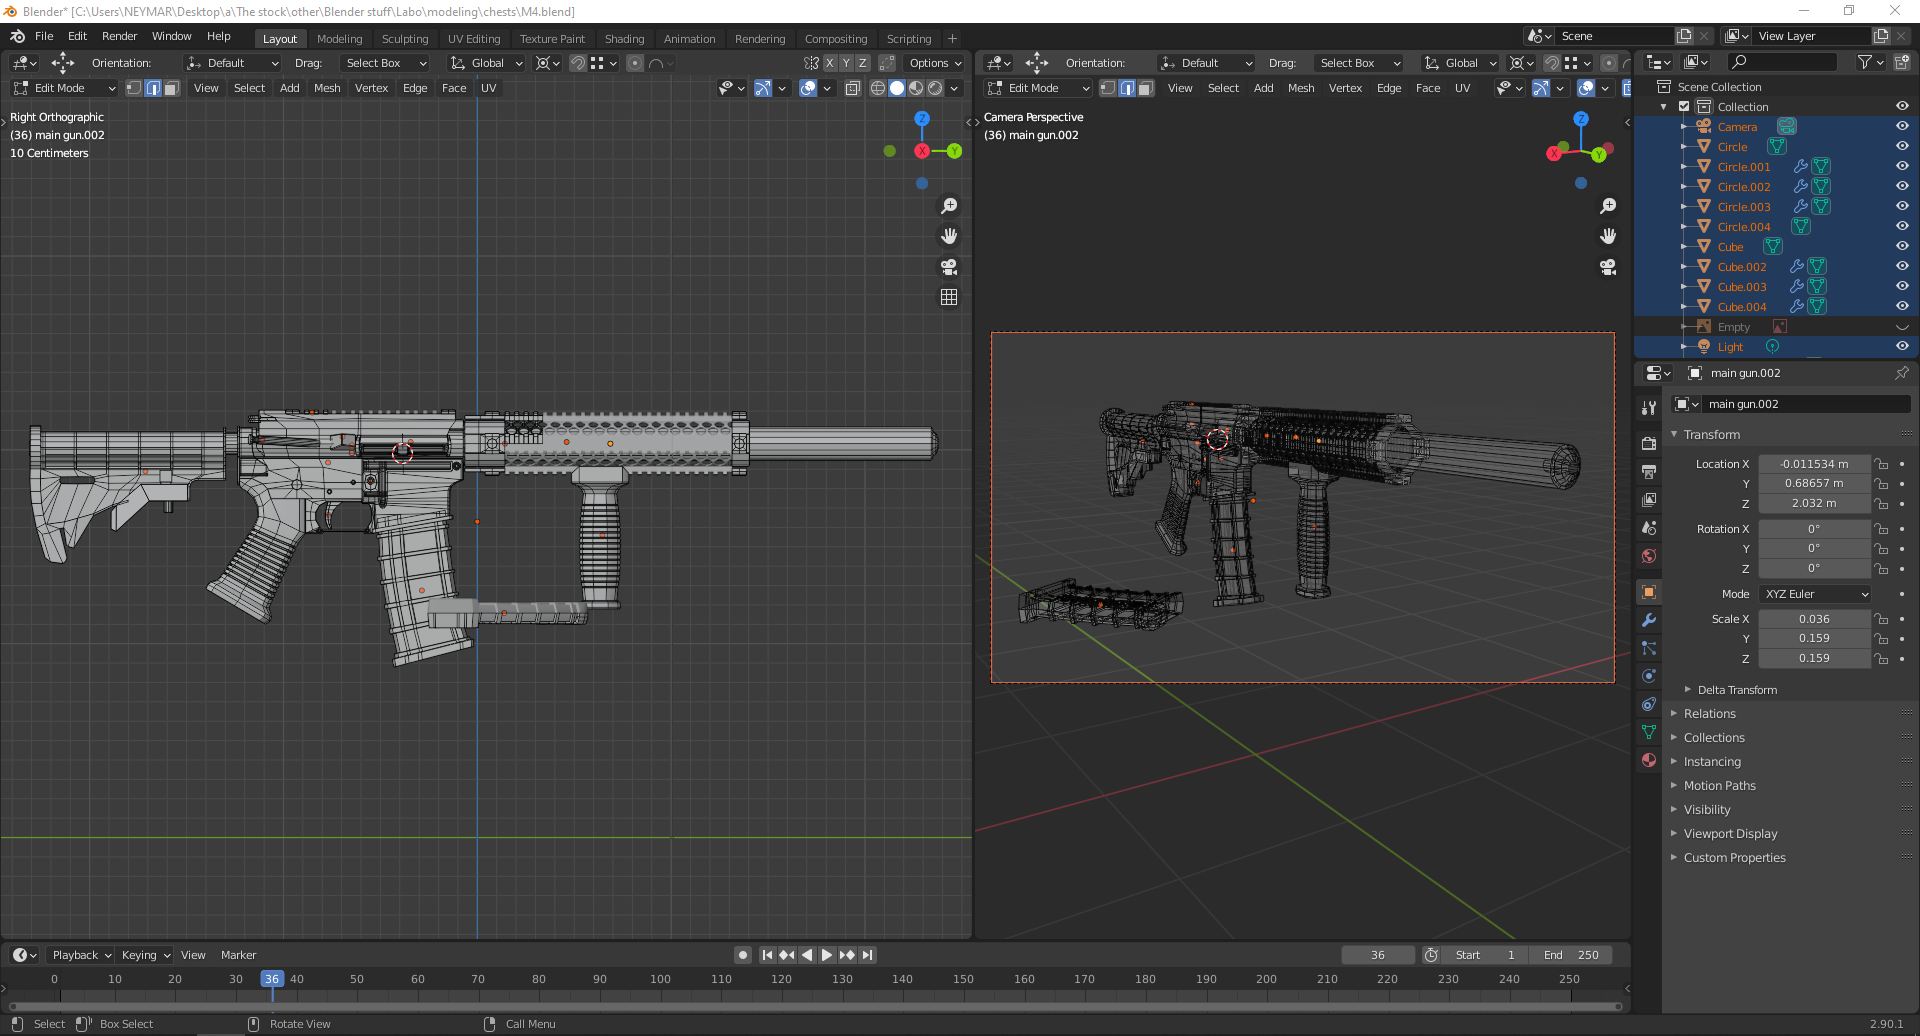 Blender* [C:\Users\NEYMAR\Desktop\a\The stock\other\Blender stuff\Labo\modeling\chests\M4.blend]
File Edit Render Window Help Layout Modeling Sculpting UV Editing Texture Paint Shading Animation Rendering Compositing Scripting + Scene View Layer
Orientation: Default Drag: Select Box Global X Y Z Options
Orientation: Default Drag: Select Box Global
Edit Mode View Select Add Mesh Vertex Edge Face UV
Edit Mode View Select Add Mesh Vertex Edge Face UV
Right Orthographic
(36) main gun.002
10 Centimeters
Z
X
Y
Camera Perspective
(36) main gun.002
Z
X
Y
Scene Collection
Collection
Camera
Circle
Circle.001
Circle.002
Circle.003
Circle.004
Cube
Cube.002
Cube.003
Cube.004
Empty
Light
main gun.002
main gun.002
Transform
Location X -0.011534 m
Y 0.68657 m
Z 2.032 m
Rotation X 0°
Y 0°
Z 0°
Mode XYZ Euler
Scale X 0.036
Y 0.159
Z 0.159
Delta Transform
Relations
Collections
Instancing
Motion Paths
Visibility
Viewport Display
Custom Properties
Playback Keying View Marker 36 Start 1 End 250
0 10 20 30 36 40 50 60 70 80 90 100 110 120 130 140 150 160 170 180 190 200 210 220 230 240 250
Select Box Select Rotate View Call Menu 2.90.1